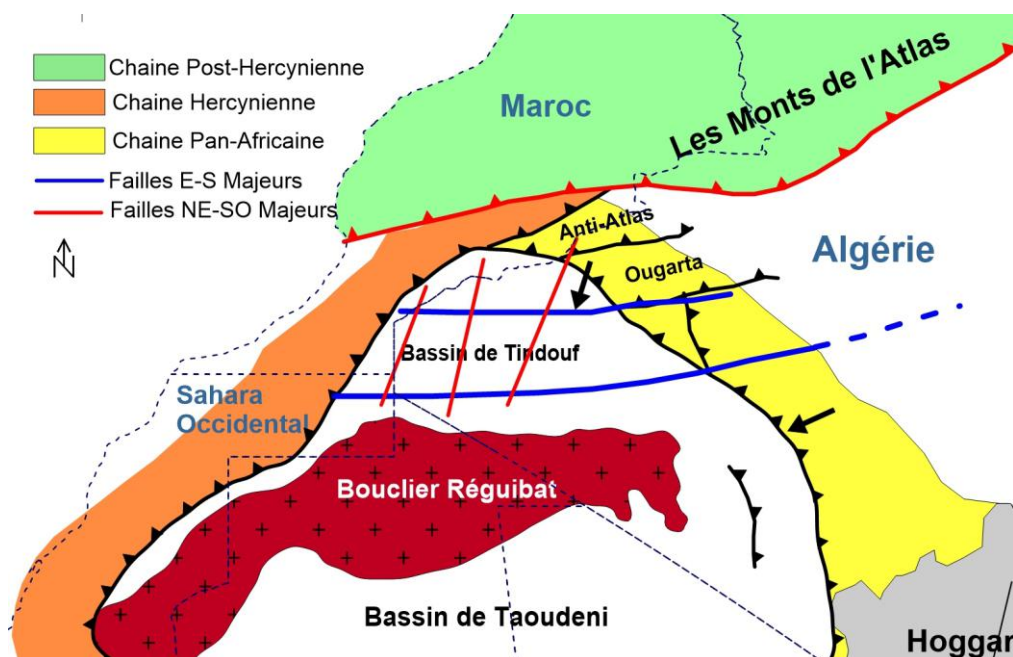 Chaine Post-Hercynienne
Chaine Hercynienne
Chaine Pan-Africaine
Failles E-S Majeurs
Failles NE-SO Majeurs
N
Maroc
Les Monts de l'Atlas
Anti-Atlas
Ougarta
Algérie
Bassin de Tindouf
Sahara
Occidental
Bouclier Réguibat
Bassin de Taoudeni
Hoggar